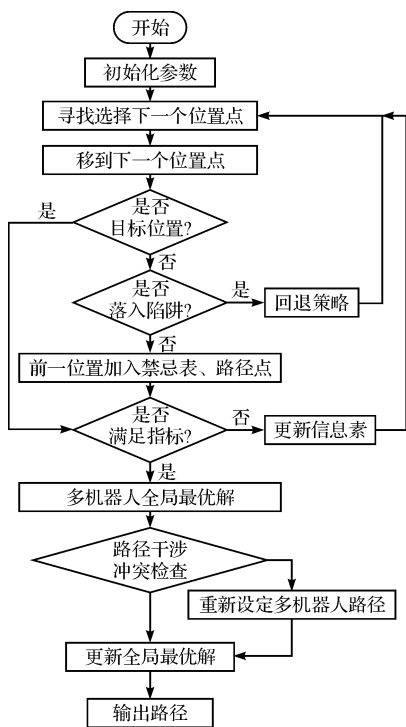 开始
初始化参数
寻找选择下一个位置点
移到下一个位置点
是
是否
目标位置?
否
是否
落入陷阱?
是
回退策略
否
前一位置加入禁忌表、路径点
是否
满足指标?
否
更新信息素
是
多机器人全局最优解
路径干涉
冲突检查
重新设定多机器人路径
更新全局最优解
输出路径